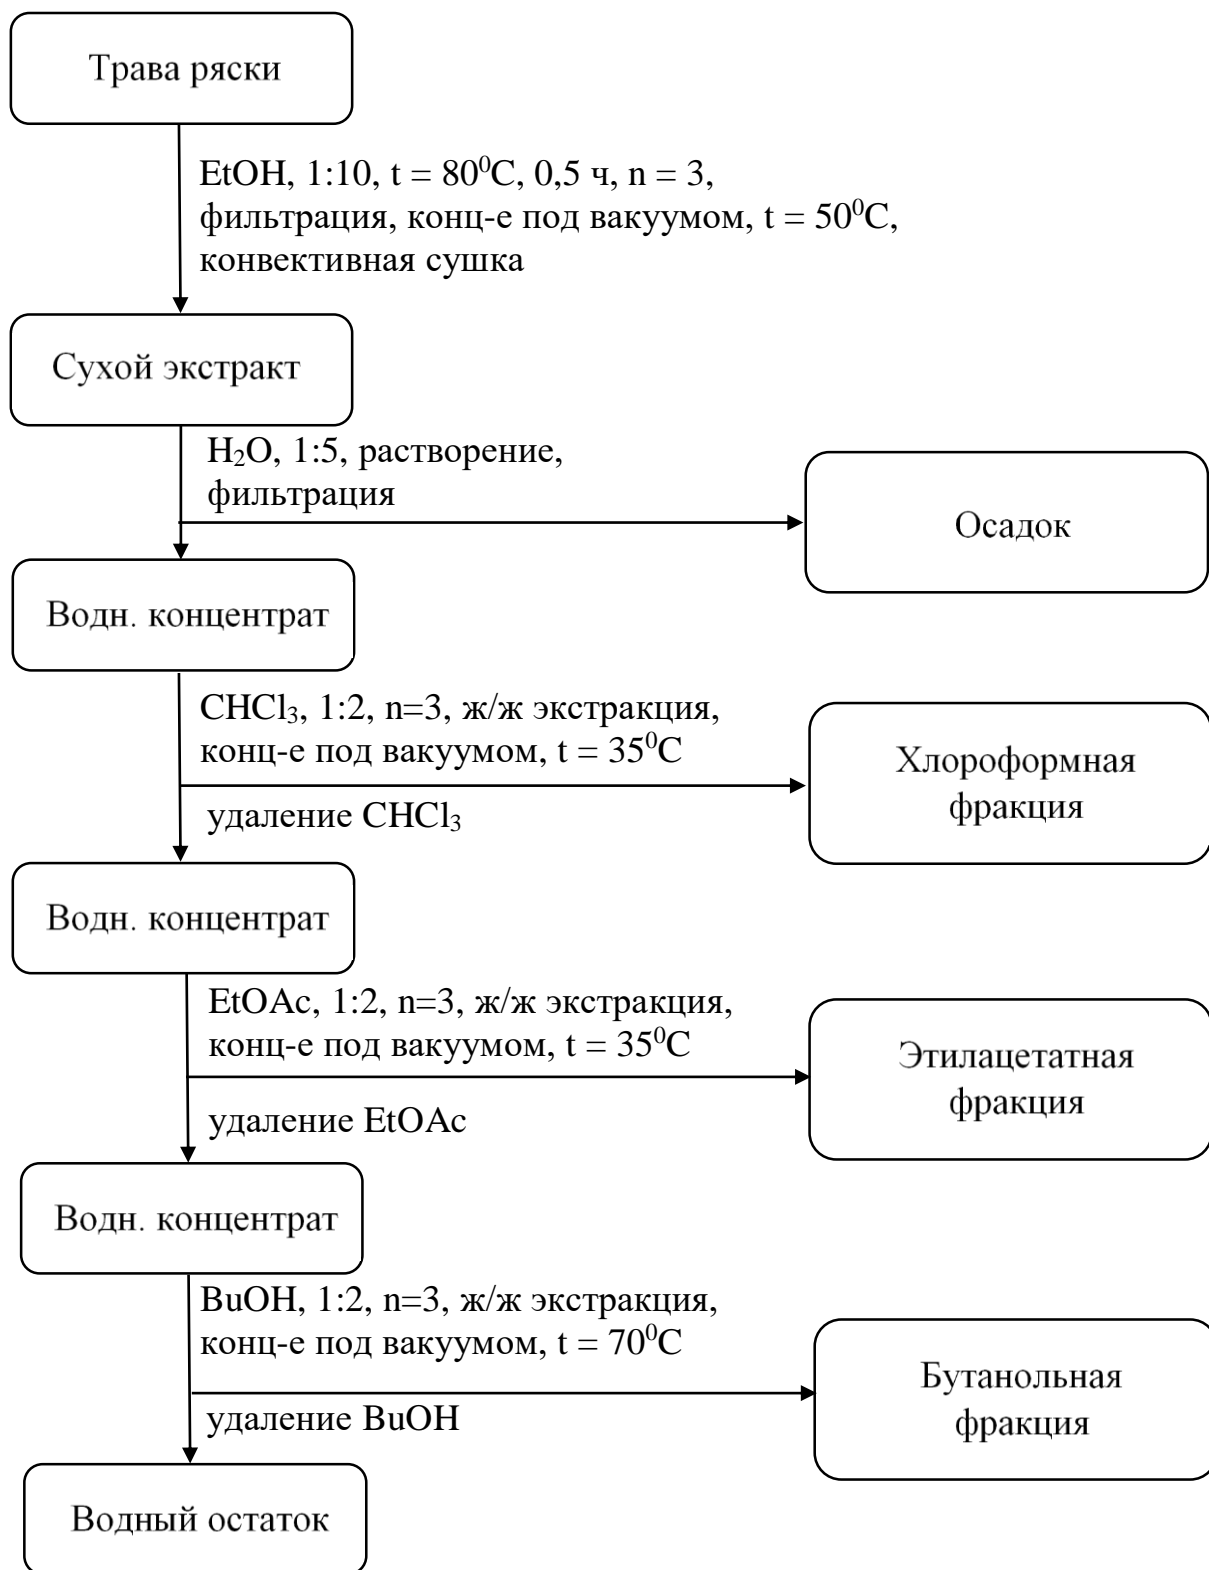 Трава ряски
EtOH, 1:10, t = 80⁰C, 0,5 ч, n = 3,
фильтрация, конц-е под вакуумом, t = 50⁰C,
конвективная сушка
Сухой экстракт
H₂O, 1:5, растворение,
фильтрация
Осадок
Водн. концентрат
CHCl₃, 1:2, n=3, ж/ж экстракция,
конц-е под вакуумом, t = 35⁰C
Хлороформная
фракция
удаление CHCl₃
Водн. концентрат
EtOAc, 1:2, n=3, ж/ж экстракция,
конц-е под вакуумом, t = 35⁰C
Этилацетатная
фракция
удаление EtOAc
Водн. концентрат
BuOH, 1:2, n=3, ж/ж экстракция,
конц-е под вакуумом, t = 70⁰C
Бутанольная
фракция
удаление BuOH
Водный остаток